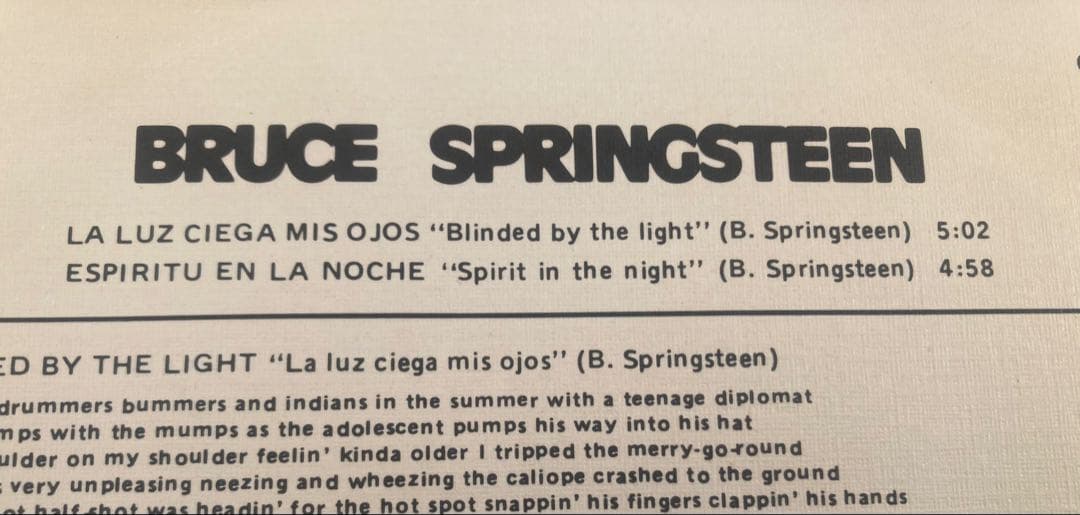 BRUCE SPRINGSTEEN
LA LUZ CIEGA MIS OJOS "Blinded by the light" (B. Springsteen) 5:02
ESPIRITU EN LA NOCHE "Spirit in the night" (B. Springsteen) 4:58
ED BY THE LIGHT "La luz ciega mis ojos" (B. Springsteen)
drummers bummers and indians in the summer with a teenage diplomat
mps with the mumps as the adolescent pumps his way into his hat
ulder on my shoulder feelin' kinda older I tripped the merry-go-round
very unpleasing neezing and wheezing the caliope crashed to the ground
ot half-shot was headin' for the hot spot snappin' his fingers clappin' his hands